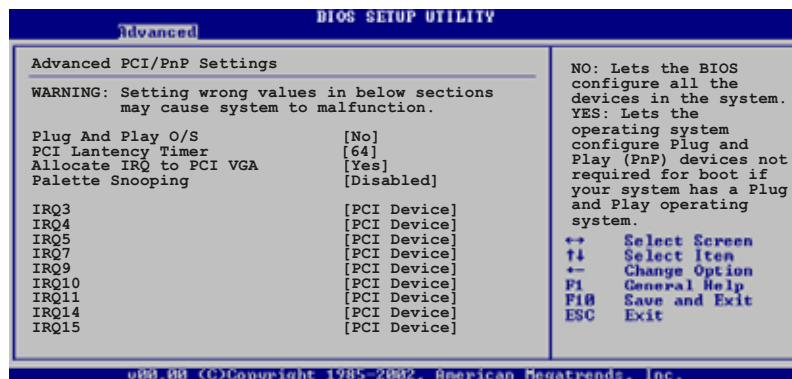 BIOS SETUP UTILITY
Advanced
Advanced PCI/PnP Settings
WARNING: Setting wrong values in below sections
may cause system to malfunction.
Plug And Play O/S [No]
PCI Lantency Timer [64]
Allocate IRQ to PCI VGA [Yes]
Palette Snooping [Disabled]
IRQ3 [PCI Device]
IRQ4 [PCI Device]
IRQ5 [PCI Device]
IRQ7 [PCI Device]
IRQ9 [PCI Device]
IRQ10 [PCI Device]
IRQ11 [PCI Device]
IRQ14 [PCI Device]
IRQ15 [PCI Device]
NO: Lets the BIOS
configure all the
devices in the system.
YES: Lets the
operating system
configure Plug and
Play (PnP) devices not
required for boot if
your system has a Plug
and Play operating
system.
↔ Select Screen
↑↓ Select Item
+- Change Option
F1 General Help
F10 Save and Exit
ESC Exit
v00.00 (C)Copyright 1985-2002, American Megatrends, Inc.